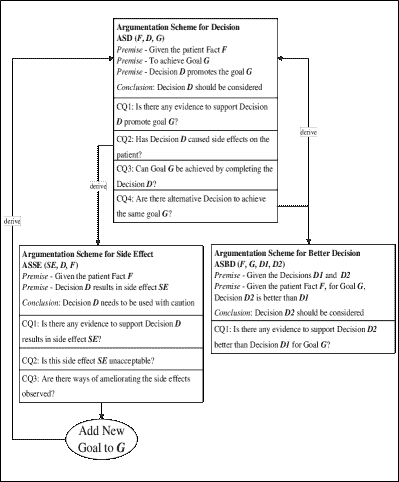 Argumentation Scheme for Decision
ASD (F, D, G)
Premise - Given the patient Fact F
Premise - To achieve Goal G
Premise - Decision D promotes the goal G
Conclusion: Decision D should be considered
CQ1: Is there any evidence to support Decision
D promote goal G?
CQ2: Has Decision D caused side effects on the
patient?
CQ3: Can Goal G be achieved by completing the
Decision D?
CQ4: Are there alternative Decision to achieve
the same goal G?
derive
derive
derive
Argumentation Scheme for Side Effect
ASSE (SE, D, F)
Premise - Given the patient Fact F
Premise - Decision D results in side effect SE
Conclusion: Decision D needs to be used with caution
CQ1: Is there any evidence to support Decision D
results in side effect SE?
CQ2: Is this side effect SE unacceptable?
CQ3: Are there ways of ameliorating the side effects
observed?
Argumentation Scheme for Better Decision
ASBD (F, G, D1, D2)
Premise - Given the Decisions D1 and D2
Premise - Given the patient Fact F, for Goal G,
Decision D2 is better than D1
Conclusion: Decision D2 should be considered
CQ1: Is there any evidence to support Decision D2
better than Decision D1 for Goal G?
Add New
Goal to G